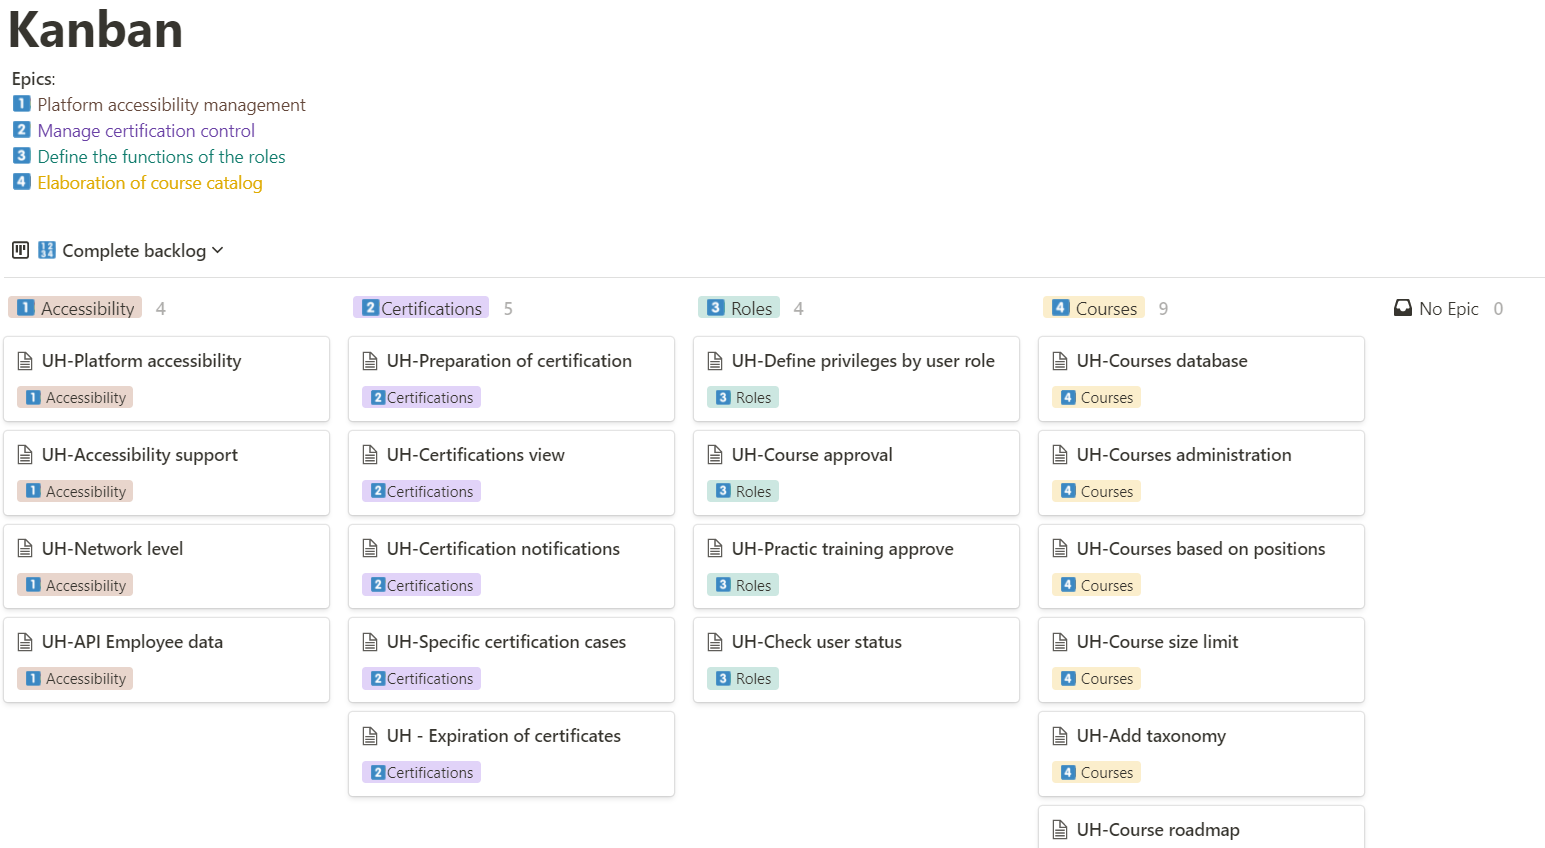 Kanban
Epics:
1 Platform accessibility management
2 Manage certification control
3 Define the functions of the roles
4 Elaboration of course catalog
1234 Complete backlog
1 Accessibility 4
UH-Platform accessibility
1 Accessibility
UH-Accessibility support
1 Accessibility
UH-Network level
1 Accessibility
UH-API Employee data
1 Accessibility
2 Certifications 5
UH-Preparation of certification
2 Certifications
UH-Certifications view
2 Certifications
UH-Certification notifications
2 Certifications
UH-Specific certification cases
2 Certifications
UH - Expiration of certificates
2 Certifications
3 Roles 4
UH-Define privileges by user role
3 Roles
UH-Course approval
3 Roles
UH-Practic training approve
3 Roles
UH-Check user status
3 Roles
4 Courses 9
UH-Courses database
4 Courses
UH-Courses administration
4 Courses
UH-Courses based on positions
4 Courses
UH-Course size limit
4 Courses
UH-Add taxonomy
4 Courses
UH-Course roadmap
No Epic 0